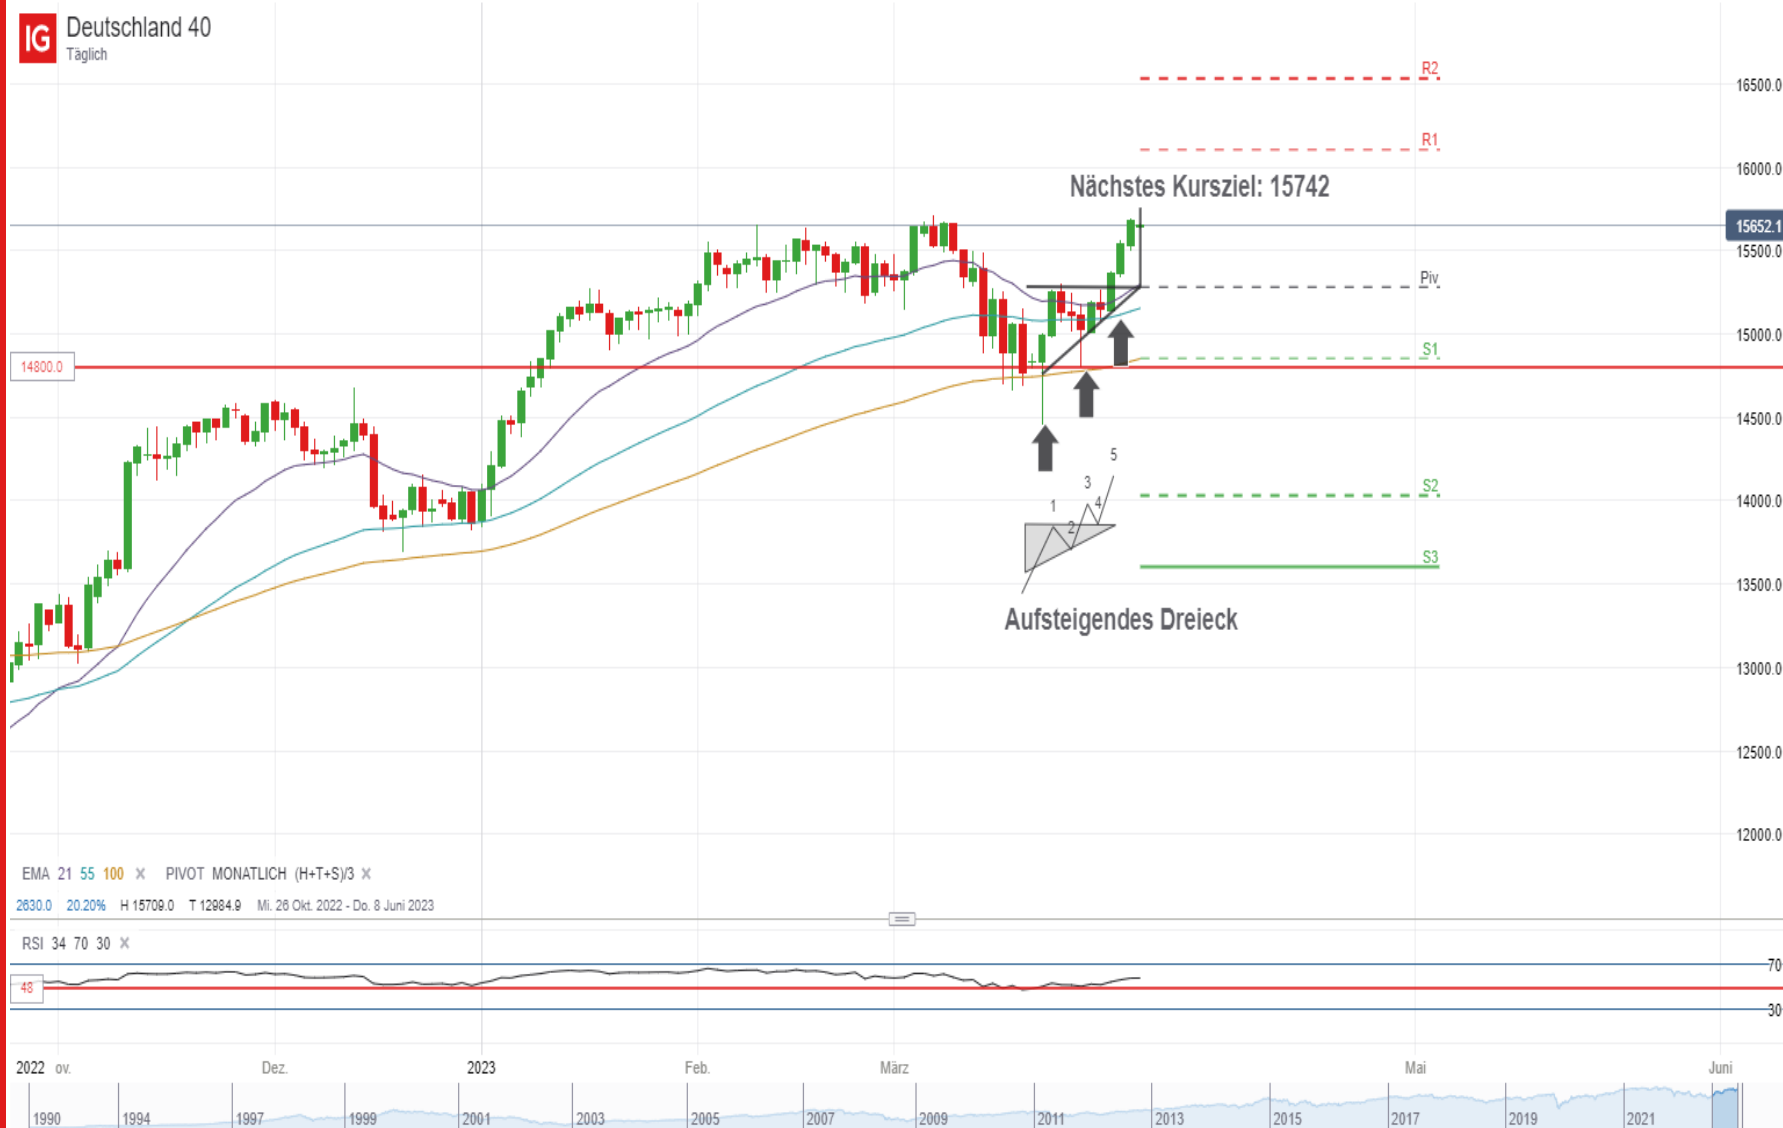 IG
Deutschland 40
Täglich
R2
16500.0
R1
16000.0
Nächstes Kursziel: 15742
15652.1
15500.0
Piv
15000.0
S1
14800.0
14500.0
5
3
S2
1
4
14000.0
2
S3
13500.0
Aufsteigendes Dreieck
13000.0
12500.0
12000.0
EMA 21 55 100 PIVOT MONATLICH (H+T+S)/3
2630.0 20.20% H 15709.0 T 12984.9 Mi. 26 Okt. 2022 - Do. 8 Juni 2023
RSI 34 70 30
70
48
30
2022 ov. Dez. 2023 Feb. März Mai Juni
1990 1994 1997 1999 2001 2003 2005 2007 2009 2011 2013 2015 2017 2019 2021